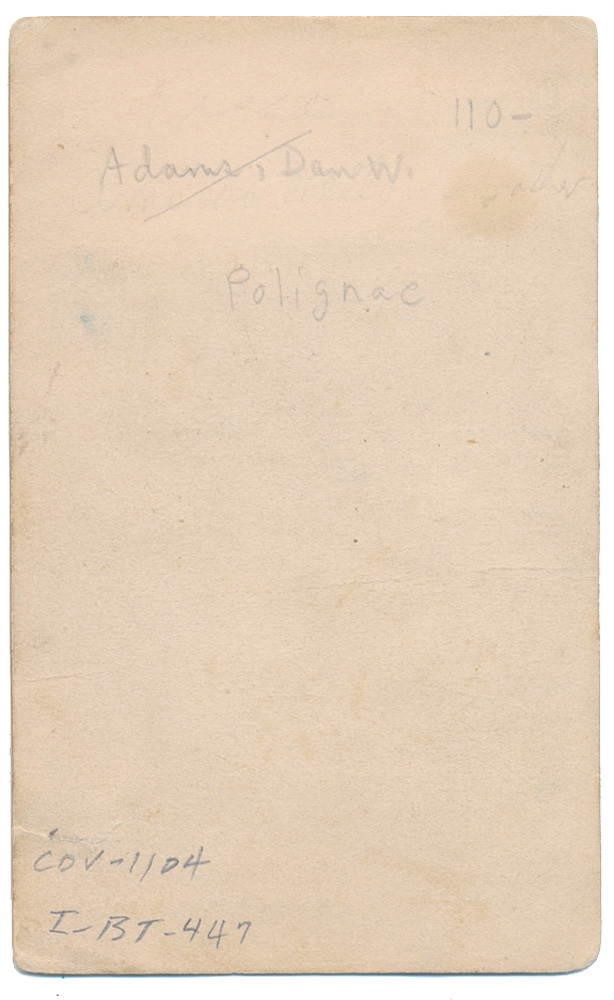 110-
Adams, Dan W.
Polignac
COV-1104
I-BT-447